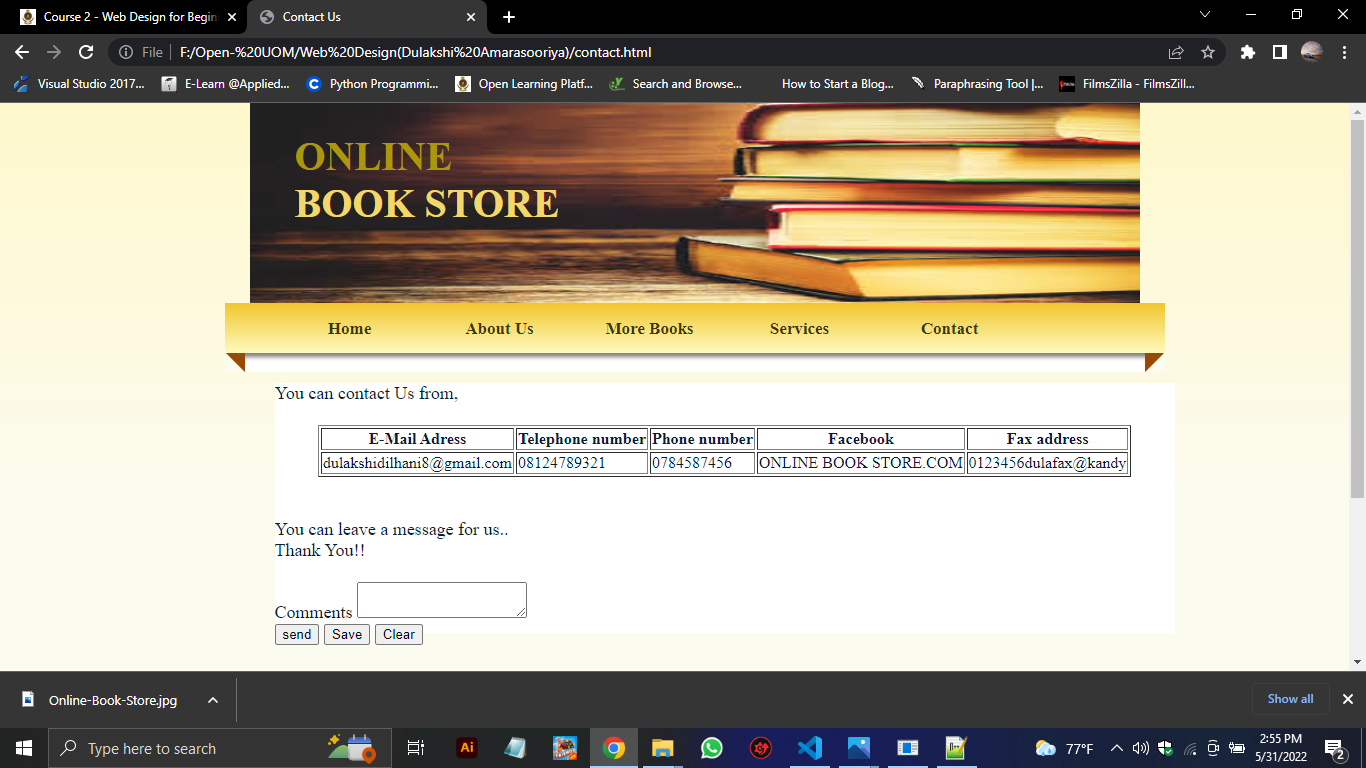 Course 2 - Web Design for Begin
Contact Us
File
F:/Open-%20UOM/Web%20Design(Dulakshi%20Amarasooriya)/contact.html
Visual Studio 2017...
E-Learn @Applied...
Python Programmi...
Open Learning Platf...
Search and Browse...
How to Start a Blog...
Paraphrasing Tool |...
FilmsZilla - FilmsZill...
ONLINE
BOOK STORE
Home About Us More Books Services Contact
You can contact Us from,
E-Mail Adress Telephone number Phone number Facebook Fax address
dulakshidilhani8@gmail.com 08124789321 0784587456 ONLINE BOOK STORE.COM 0123456dulafax@kandy
You can leave a message for us..
Thank You!!
Comments
send Save Clear
Online-Book-Store.jpg
Show all
Type here to search
Ai
77°F
2:55 PM
5/31/2022
2